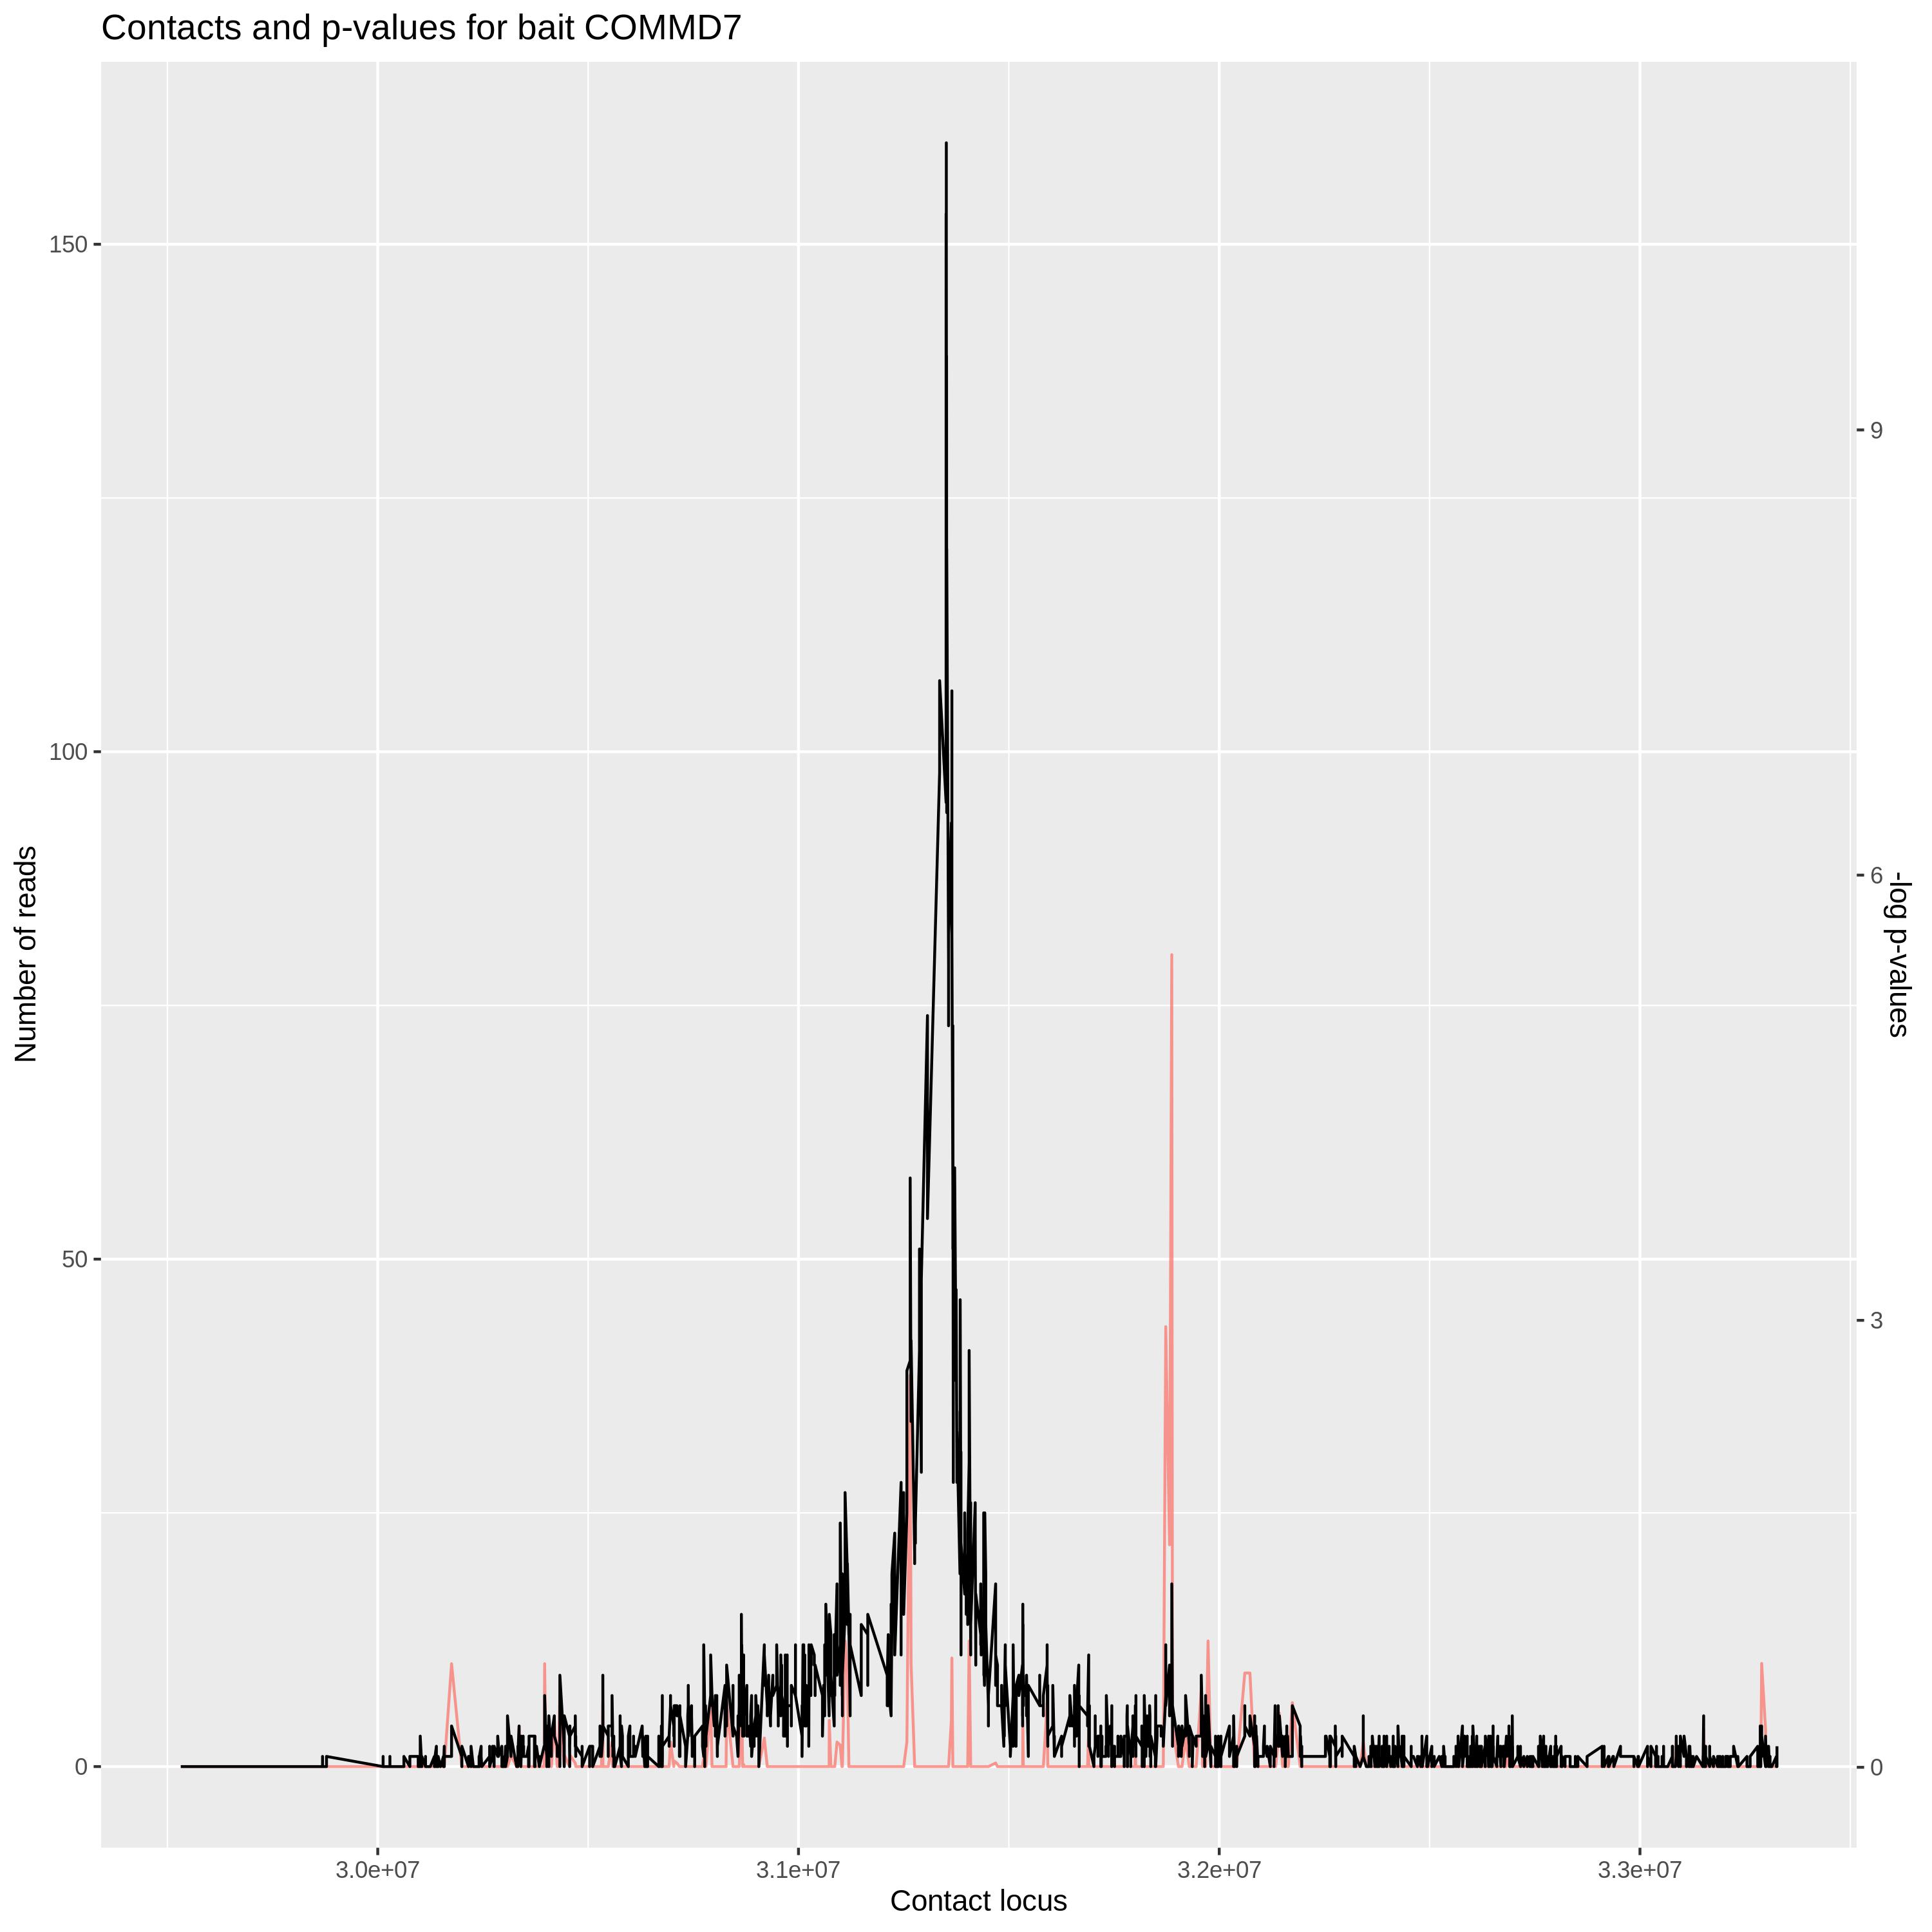 Contacts and p-values for bait COMMD7
150
100
50
0
9
6
3
0
Number of reads
-log p-values
3.0e+07
3.1e+07
3.2e+07
3.3e+07
Contact locus